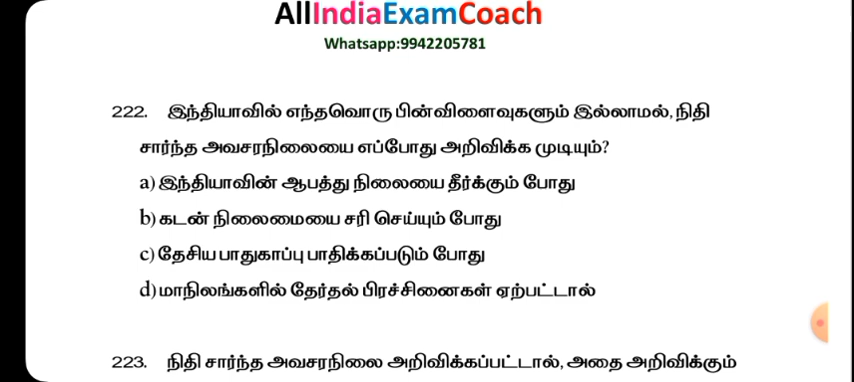 AllIndiaExamCoach
Whatsapp:9942205781
222. இந்தியாவில் எந்தவொரு பின்விளைவுகளும் இல்லாமல், நிதி
சார்ந்த அவசரநிலையை எப்போது அறிவிக்க முடியும்?
a) இந்தியாவின் ஆபத்து நிலையை தீர்க்கும் போது
b) கடன் நிலைமையை சரி செய்யும் போது
c) தேசிய பாதுகாப்பு பாதிக்கப்படும் போது
d) மாநிலங்களில் தேர்தல் பிரச்சினைகள் ஏற்பட்டால்
223. நிதி சார்ந்த அவசரநிலை அறிவிக்கப்பட்டால், அதை அறிவிக்கும்